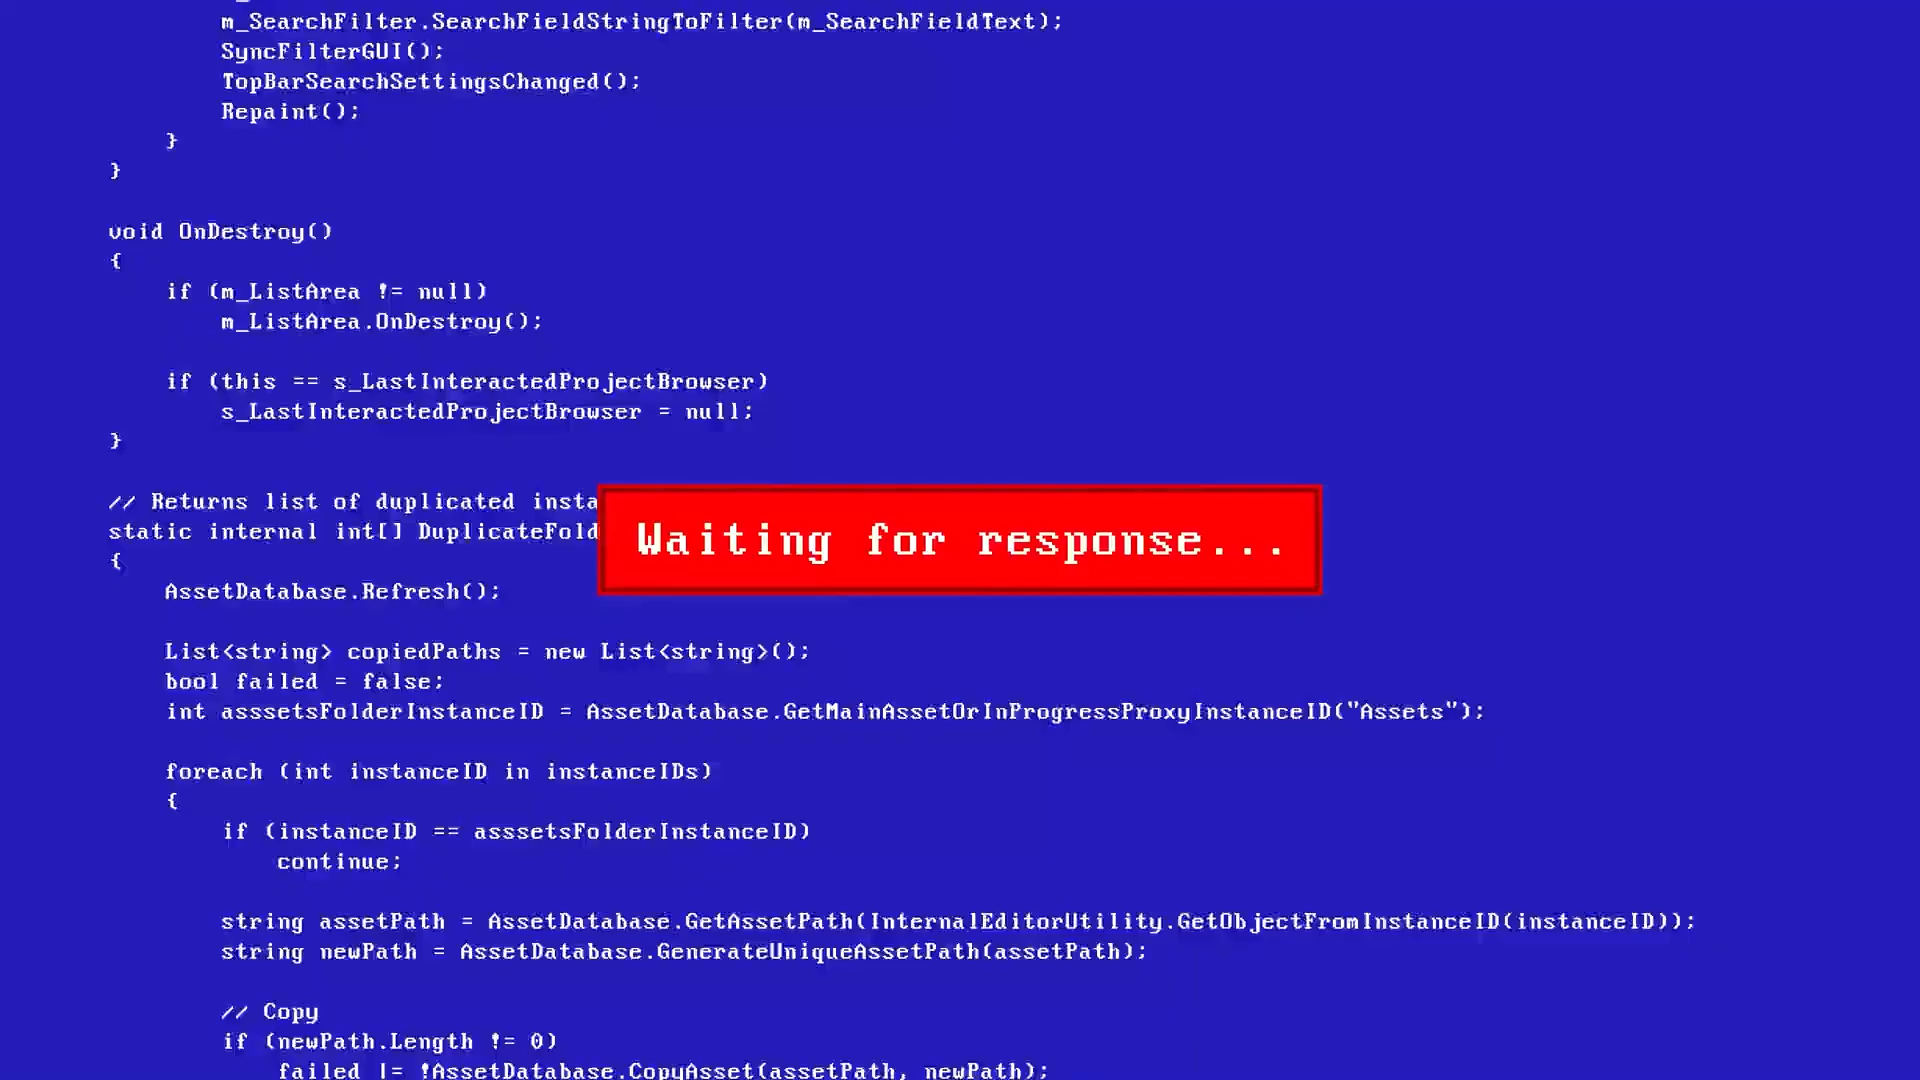 m_SearchFilter.SearchFieldStringToFilter(m_SearchFieldText);
SyncFilterGUI();
TopBarSearchSettingsChanged();
Repaint();
}
}
void OnDestroy()
{
if (m_ListArea != null)
m_ListArea.OnDestroy();
if (this == s_LastInteractedProjectBrowser)
s_LastInteractedProjectBrowser = null;
}
// Returns list of duplicated insta
static internal int[] DuplicateFold
Waiting for response...
{
AssetDatabase.Refresh();
List<string> copiedPaths = new List<string>();
bool failed = false;
int asssetsFolderInstanceID = AssetDatabase.GetMainAssetOrInProgressProxyInstanceID("Assets");
foreach (int instanceID in instanceIDs)
{
if (instanceID == asssetsFolderInstanceID)
continue;
string assetPath = AssetDatabase.GetAssetPath(InternalEditorUtility.GetObjectFromInstanceID(instanceID));
string newPath = AssetDatabase.GenerateUniqueAssetPath(assetPath);
// Copy
if (newPath.Length != 0)
failed |= !AssetDatabase.CopyAsset(assetPath, newPath);